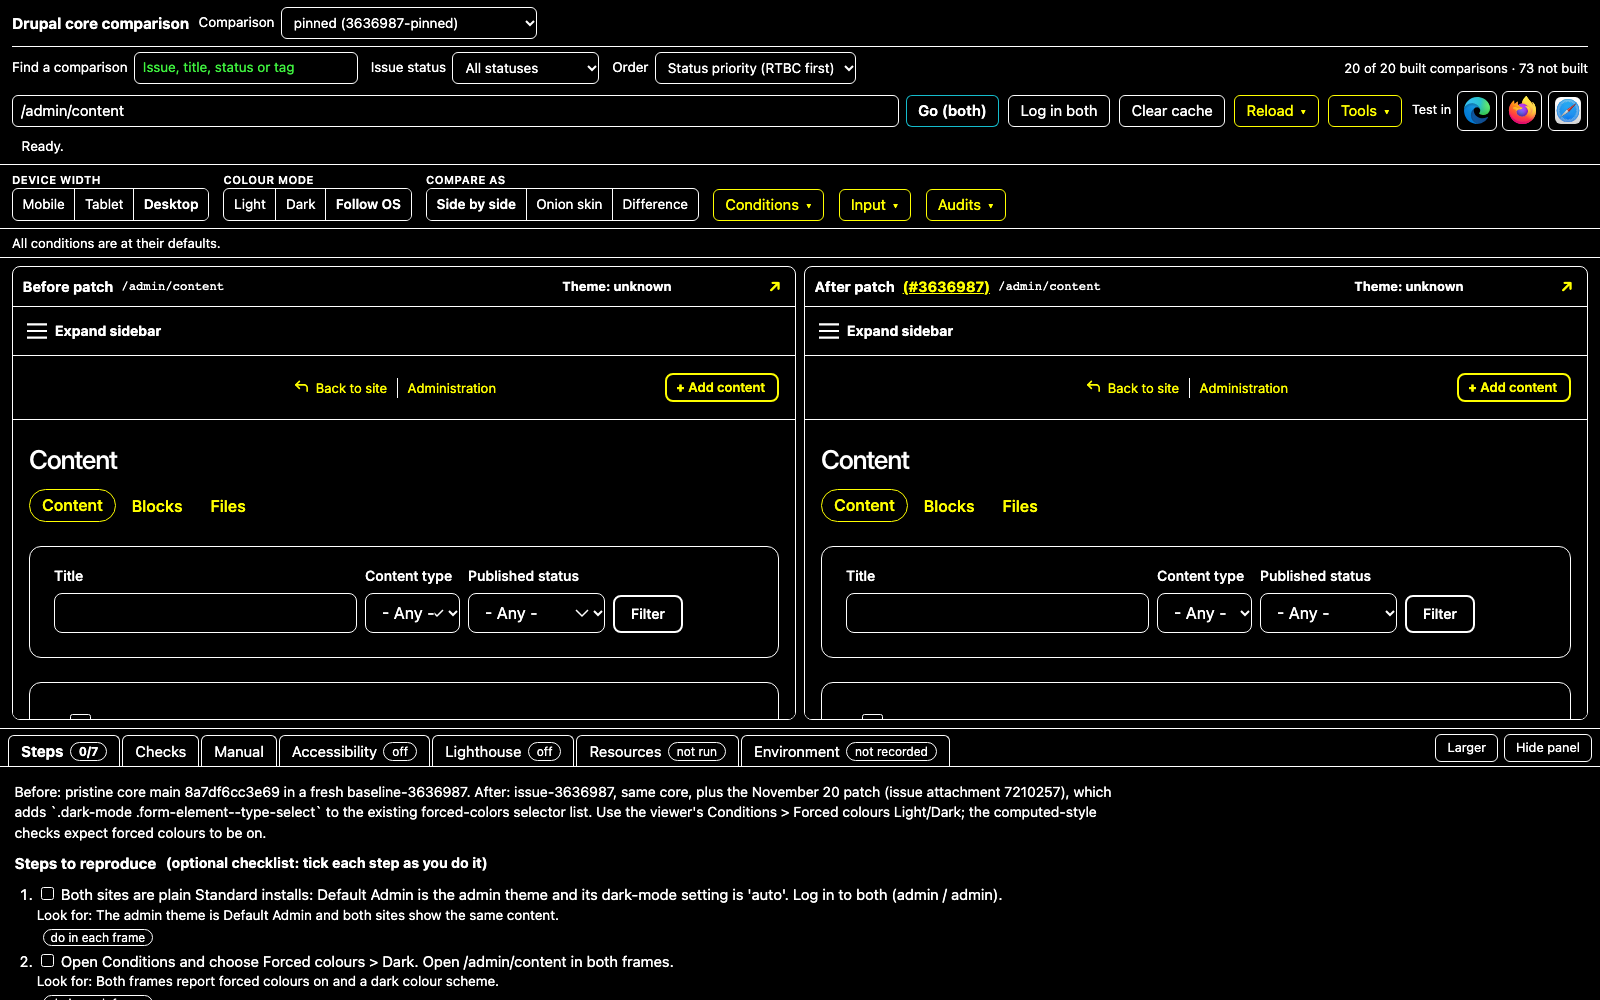 Drupal core comparison Comparison pinned (3636987-pinned)
Find a comparison Issue, title, status or tag Issue status All statuses Order Status priority (RTBC first) 20 of 20 built comparisons · 73 not built
/admin/content Go (both) Log in both Clear cache Reload ▾ Tools ▾ Test in
Ready.
DEVICE WIDTH COLOUR MODE COMPARE AS
Mobile Tablet Desktop Light Dark Follow OS Side by side Onion skin Difference Conditions ▾ Input ▾ Audits ▾
All conditions are at their defaults.
Before patch /admin/content Theme: unknown
Expand sidebar
Back to site Administration + Add content
Content
Content Blocks Files
Title Content type Published status
- Any - - Any - Filter
After patch (#3636987) /admin/content Theme: unknown
Expand sidebar
Back to site Administration + Add content
Content
Content Blocks Files
Title Content type Published status
- Any - - Any - Filter
Steps 0/7 Checks Manual Accessibility off Lighthouse off Resources not run Environment not recorded Larger Hide panel
Before: pristine core main 8a7df6cc3e69 in a fresh baseline-3636987. After: issue-3636987, same core, plus the November 20 patch (issue attachment 7210257), which
adds `.dark-mode .form-element--type-select` to the existing forced-colors selector list. Use the viewer's Conditions > Forced colours Light/Dark; the computed-style
checks expect forced colours to be on.
Steps to reproduce (optional checklist: tick each step as you do it)
1. Both sites are plain Standard installs: Default Admin is the admin theme and its dark-mode setting is 'auto'. Log in to both (admin / admin).
Look for: The admin theme is Default Admin and both sites show the same content.
do in each frame
2. Open Conditions and choose Forced colours > Dark. Open /admin/content in both frames.
Look for: Both frames report forced colours on and a dark colour scheme.